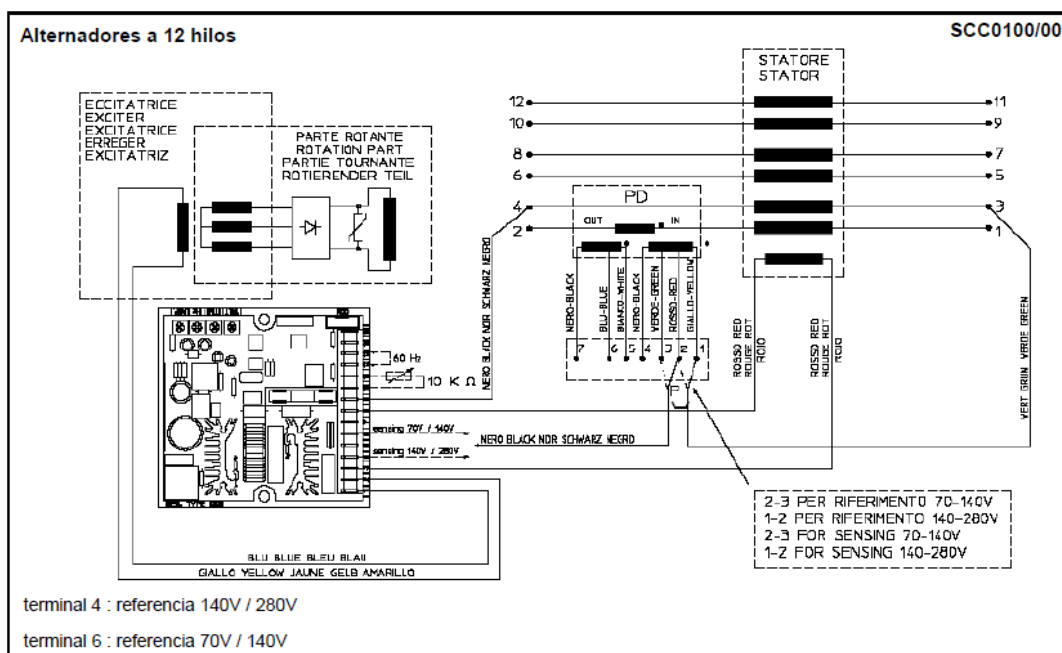 Alternadores a 12 hilos
SCC0100/00
STATORE
STATOR
ECCITATRICE
EXCITER
EXCITATRICE
ERREGER
EXCITATRIZ
PARTE ROTANTE
ROTATION PART
PARTIE TOURNANTE
ROTIERENDER TEIL
12
11
10
9
8
7
6
5
4
3
2
1
PD
OUT
IN
NERO-BLACK
BLU-BLUE
BIANCO-WHITE
NERO-BLACK
VERDE-GREEN
ROSSO-RED
GIALLO-YELLOW
7
6
5
4
3
2
1
NERO BLACK NOIR SCHWARZ NEGRO
ROSSO RED
ROUGE ROT
ROJO
ROSSO RED
ROUGE ROT
ROJO
VERT GRUN VERDE GREEN
60 Hz
10 K Ω
sensing 70V / 140V
sensing 140V / 280V
NERO BLACK NOIR SCHWARZ NEGRO
2-3 PER RIFERIMENTO 70-140V
1-2 PER RIFERIMENTO 140-280V
2-3 FOR SENSING 70-140V
1-2 FOR SENSING 140-280V
BLU BLUE BLEU BLAU
GIALLO YELLOW JAUNE GELB AMARILLO
terminal 4 : referencia 140V / 280V
terminal 6 : referencia 70V / 140V